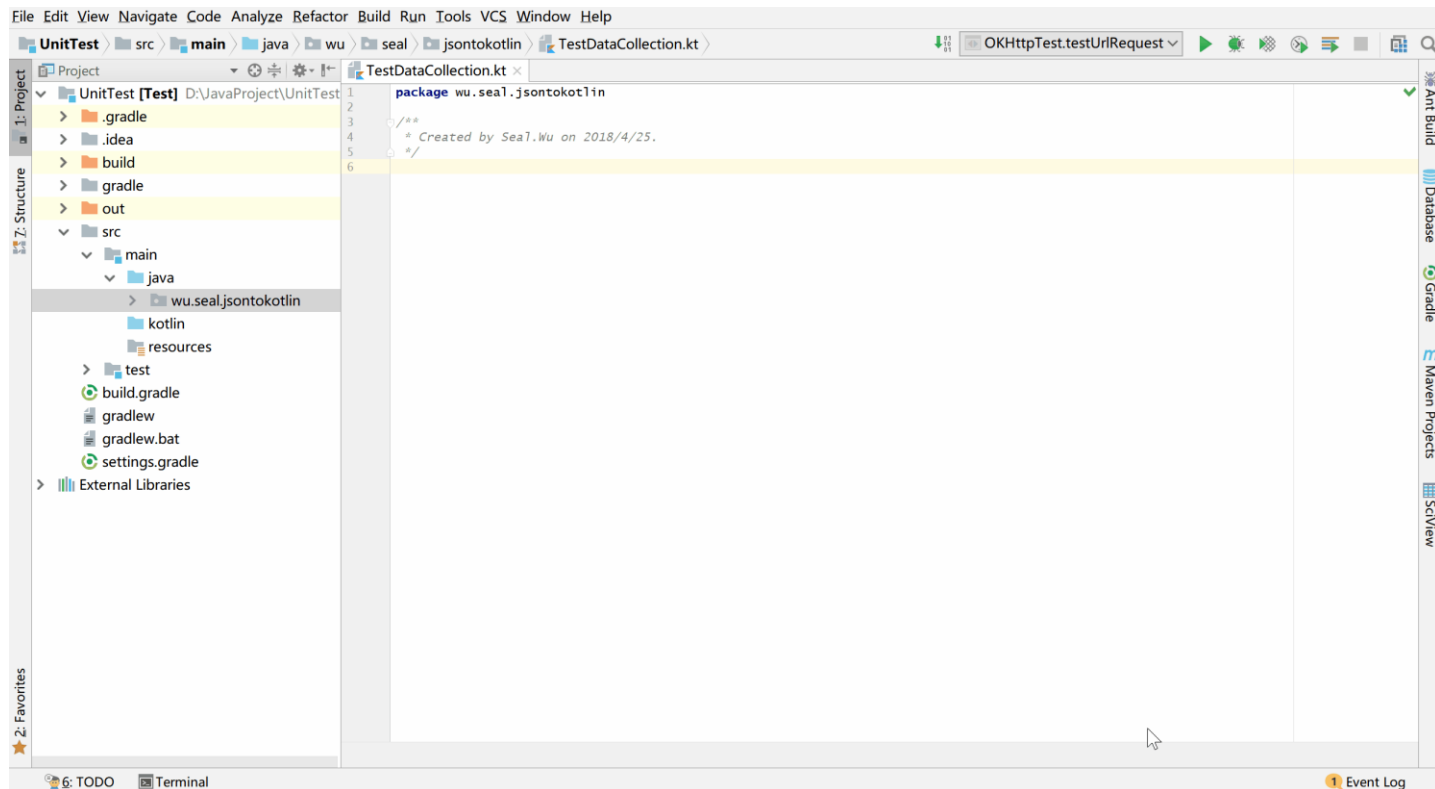 File Edit View Navigate Code Analyze Refactor Build Run Tools VCS Window Help
UnitTest src main java wu seal jsontokotlin TestDataCollection.kt OKHttpTest.testUrlRequest
Project TestDataCollection.kt
UnitTest [Test] D:\JavaProject\UnitTest
.gradle
.idea
build
gradle
out
src
main
java
wu.seal.jsontokotlin
kotlin
resources
test
build.gradle
gradlew
gradlew.bat
settings.gradle
External Libraries
1 package wu.seal.jsontokotlin
2
3 /**
4 * Created by Seal.Wu on 2018/4/25.
5 */
6
1: Project
7: Structure
2: Favorites
Ant Build
Database
Gradle
m Maven Projects
SciView
6: TODO Terminal 1 Event Log